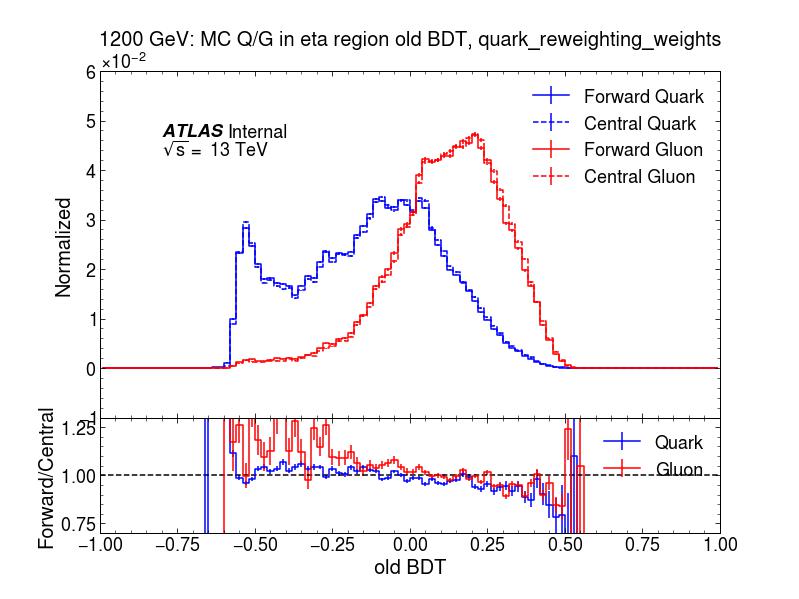 1200 GeV: MC Q/G in eta region old BDT, quark_reweighting_weights
×10⁻²
6
5
4
3
2
1
0
−1
Normalized
ATLAS Internal
√s = 13 TeV
Forward Quark
Central Quark
Forward Gluon
Central Gluon
1.25
1.00
0.75
Forward/Central
Quark
Gluon
−1.00 −0.75 −0.50 −0.25 0.00 0.25 0.50 0.75 1.00
old BDT